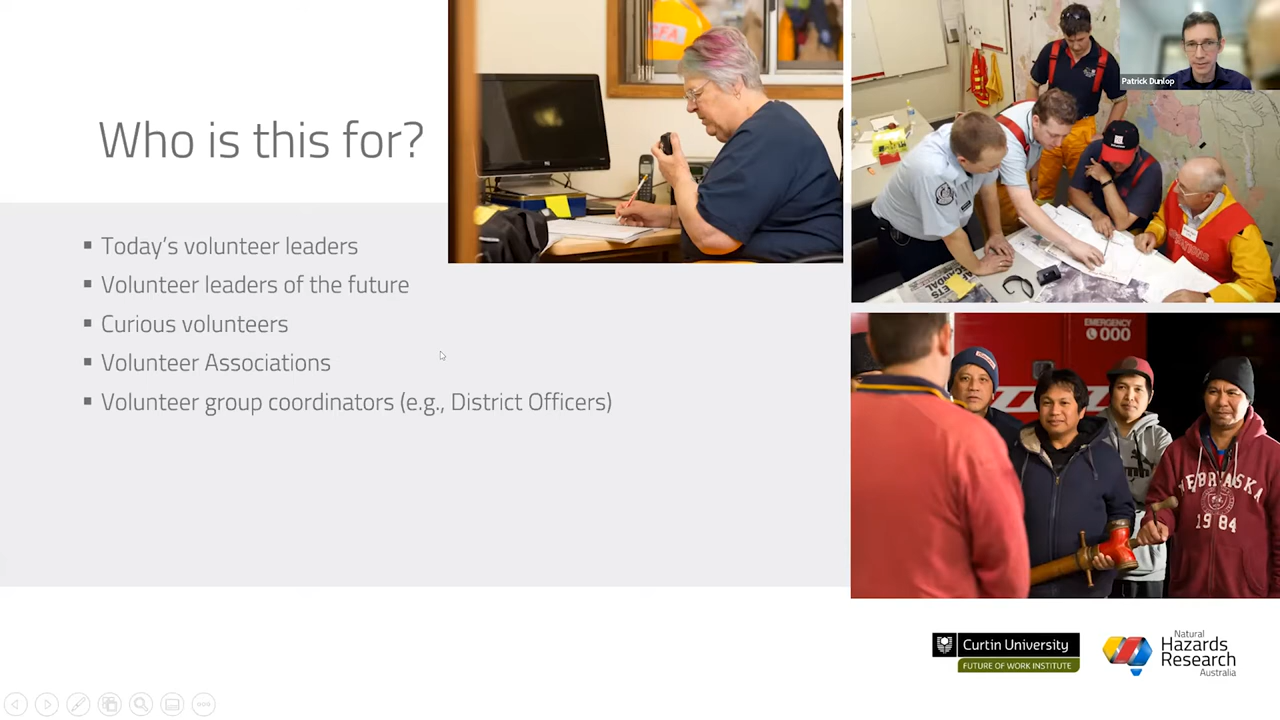 Who is this for?
Today's volunteer leaders
Volunteer leaders of the future
Curious volunteers
Volunteer Associations
Volunteer group coordinators (e.g., District Officers)
CFA
Patrick Dunlop
EMERGENCY
000
NEBRASKA
1984
Curtin University
FUTURE OF WORK INSTITUTE
Natural
Hazards
Research
Australia